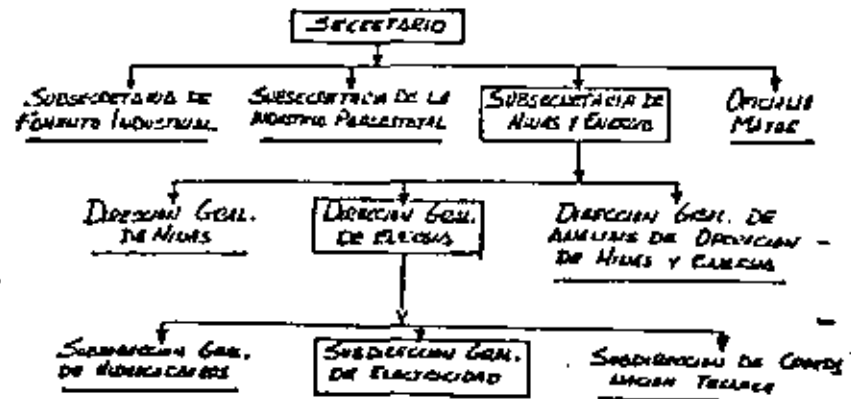 SECRETARIO
SUBSECRETARIA DE
FOMENTO INDUSTRIAL
SUBSECRETARIA DE LA
INDUSTRIA PARAESTATAL
SUBSECRETARIA DE
MINAS Y ENERGIA
OFICIALIA
MAYOR
DIRECCION GRAL.
DE MINAS
DIRECCION GRAL.
DE ENERGIA
DIRECCION GRAL. DE
ANALISIS DE OPERACION -
DE MINAS Y ENERGIA
SUBDIRECCION GRAL.
DE HIDROCARBUROS
SUBDIRECCION GRAL.
DE ELECTRICIDAD
SUBDIRECCION DE COORDI
NACION TECNICA